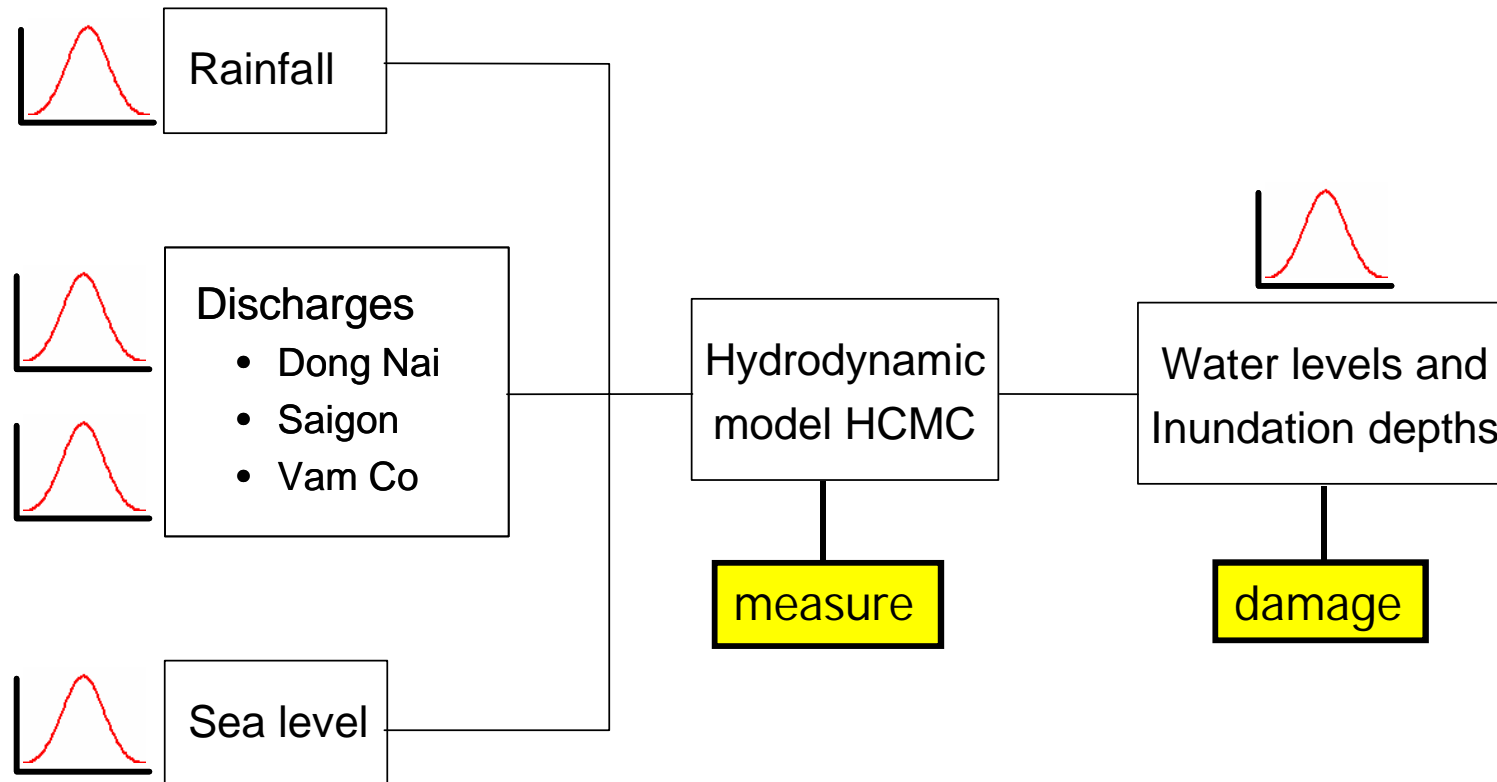 Rainfall
Discharges
• Dong Nai
• Saigon
• Vam Co
Sea level
Hydrodynamic
model HCMC
measure
Water levels and
Inundation depths
damage